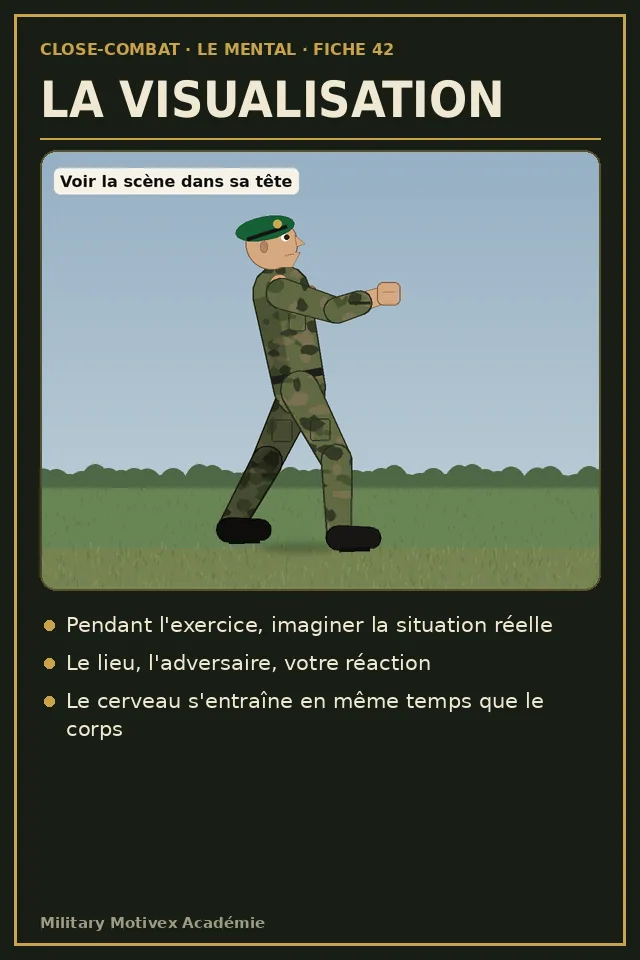 CLOSE-COMBAT · LE MENTAL · FICHE 42
LA VISUALISATION
Voir la scène dans sa tête
Pendant l'exercice, imaginer la situation réelle
Le lieu, l'adversaire, votre réaction
Le cerveau s'entraîne en même temps que le
corps
Military Motivex Académie